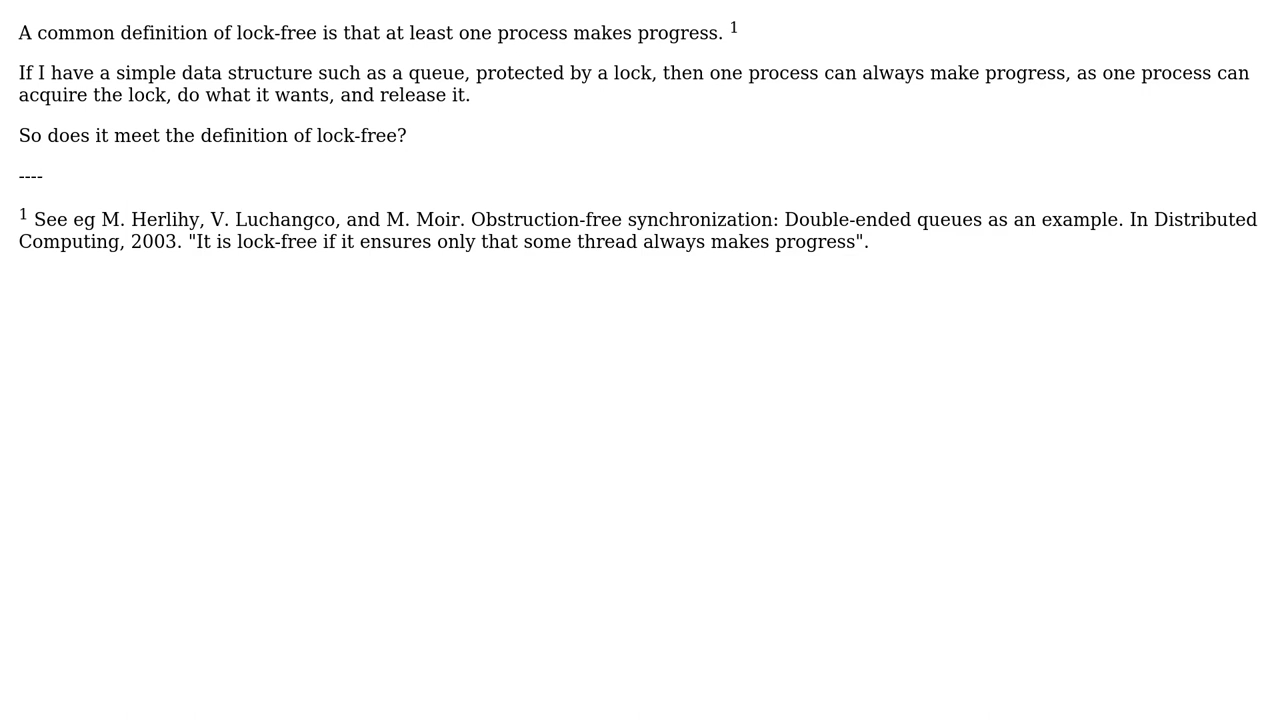 A common definition of lock-free is that at least one process makes progress. 1
If I have a simple data structure such as a queue, protected by a lock, then one process can always make progress, as one process can
acquire the lock, do what it wants, and release it.
So does it meet the definition of lock-free?
----
1 See eg M. Herlihy, V. Luchangco, and M. Moir. Obstruction-free synchronization: Double-ended queues as an example. In Distributed
Computing, 2003. "It is lock-free if it ensures only that some thread always makes progress".